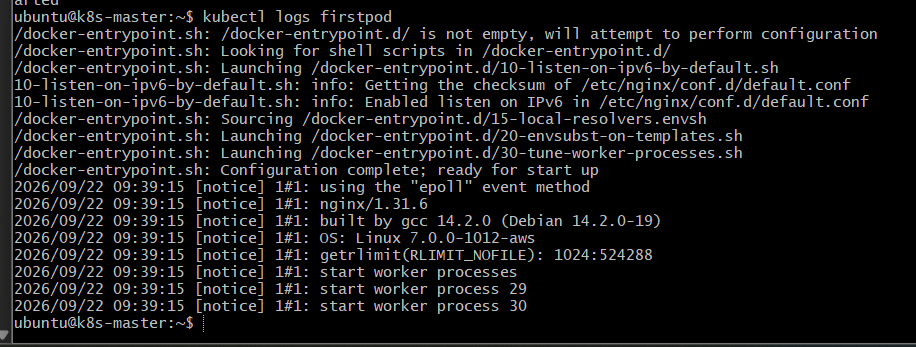 arted
ubuntu@k8s-master:~$ kubectl logs firstpod
/docker-entrypoint.sh: /docker-entrypoint.d/ is not empty, will attempt to perform configuration
/docker-entrypoint.sh: Looking for shell scripts in /docker-entrypoint.d/
/docker-entrypoint.sh: Launching /docker-entrypoint.d/10-listen-on-ipv6-by-default.sh
10-listen-on-ipv6-by-default.sh: info: Getting the checksum of /etc/nginx/conf.d/default.conf
10-listen-on-ipv6-by-default.sh: info: Enabled listen on IPv6 in /etc/nginx/conf.d/default.conf
/docker-entrypoint.sh: Sourcing /docker-entrypoint.d/15-local-resolvers.envsh
/docker-entrypoint.sh: Launching /docker-entrypoint.d/20-envsubst-on-templates.sh
/docker-entrypoint.sh: Launching /docker-entrypoint.d/30-tune-worker-processes.sh
/docker-entrypoint.sh: Configuration complete; ready for start up
2026/09/22 09:39:15 [notice] 1#1: using the "epoll" event method
2026/09/22 09:39:15 [notice] 1#1: nginx/1.31.6
2026/09/22 09:39:15 [notice] 1#1: built by gcc 14.2.0 (Debian 14.2.0-19)
2026/09/22 09:39:15 [notice] 1#1: OS: Linux 7.0.0-1012-aws
2026/09/22 09:39:15 [notice] 1#1: getrlimit(RLIMIT_NOFILE): 1024:524288
2026/09/22 09:39:15 [notice] 1#1: start worker processes
2026/09/22 09:39:15 [notice] 1#1: start worker process 29
2026/09/22 09:39:15 [notice] 1#1: start worker process 30
ubuntu@k8s-master:~$